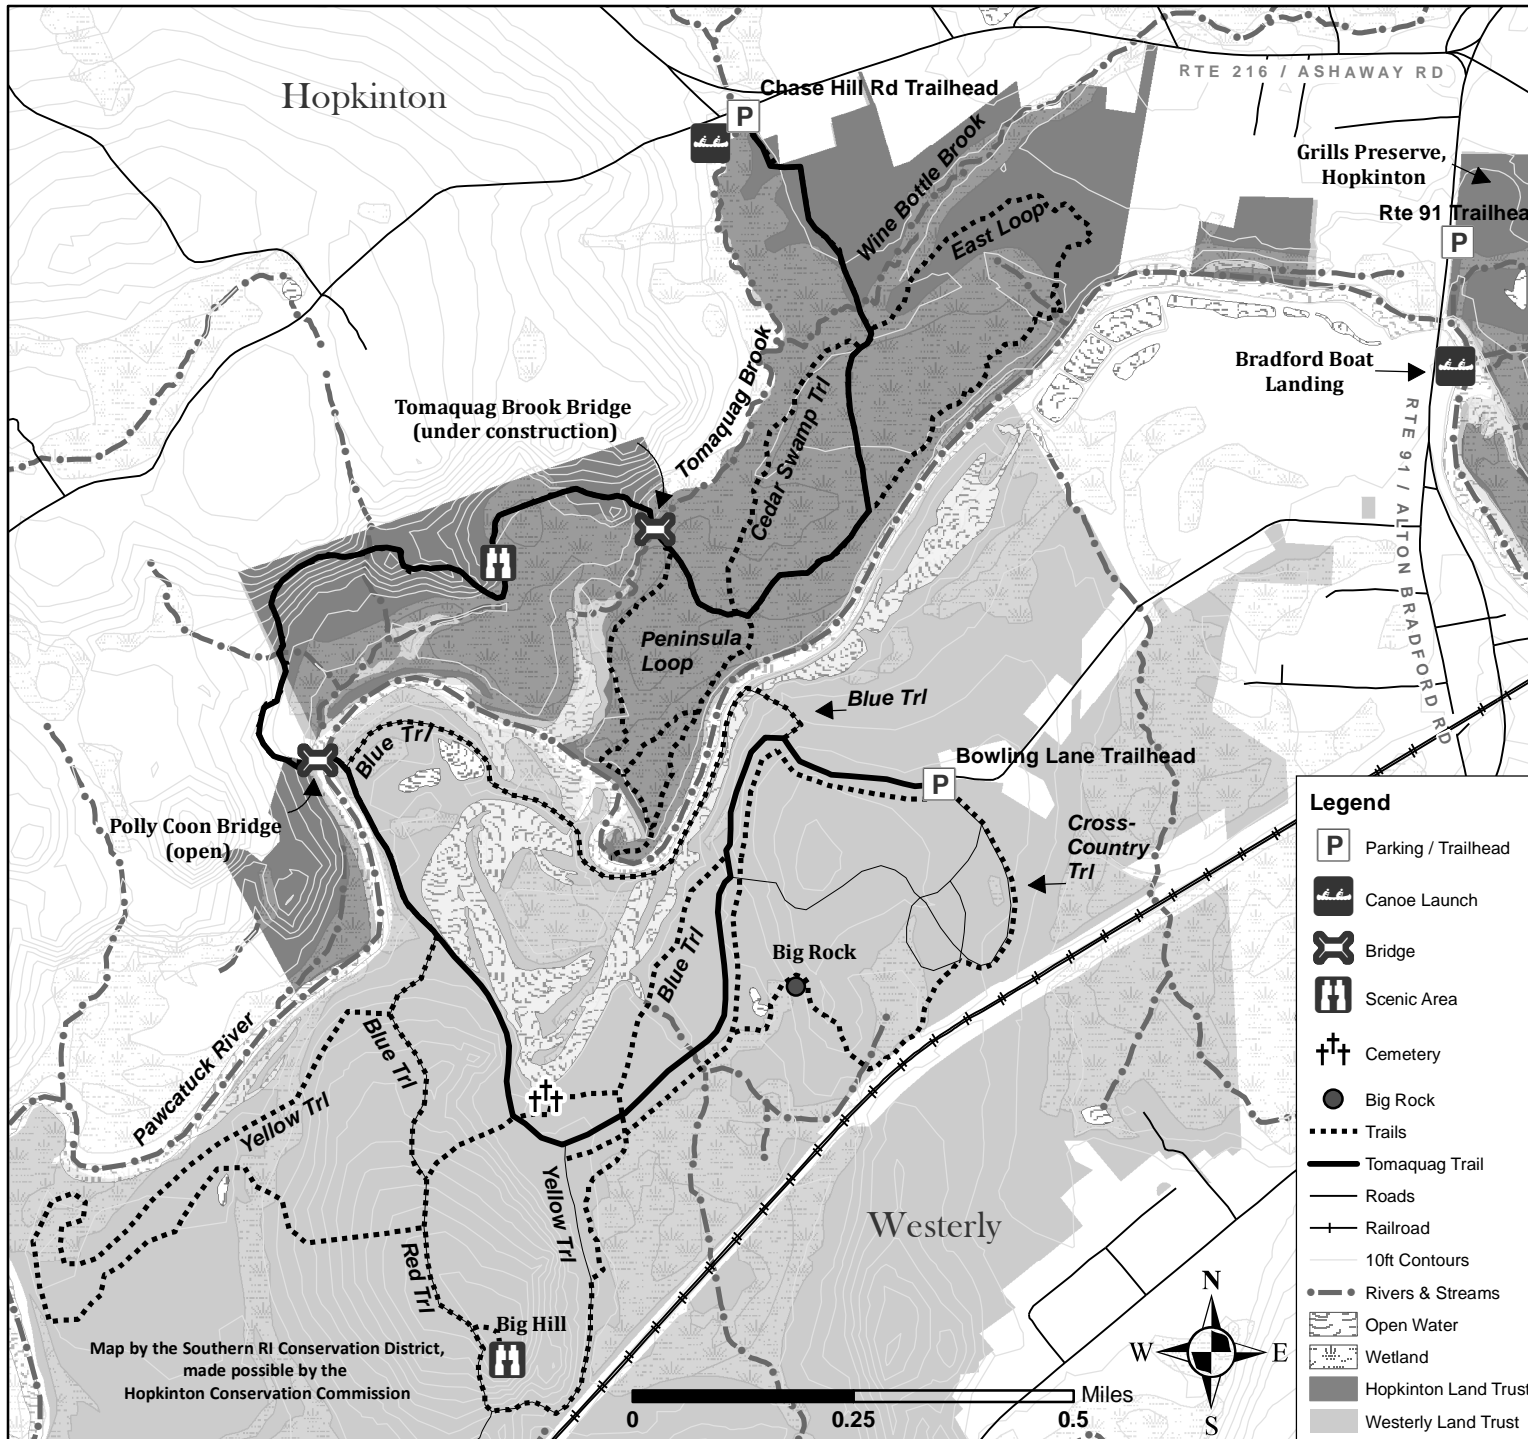 Hopkinton
P
Chase Hill Rd Trailhead
RTE 216 / ASHAWAY RD
Wine Bottle Brook
East Loop
Grills Preserve,
Hopkinton
Rte 91 Trailhea
P
Bradford Boat
Landing
RTE 91 / ALTON BRADFORD RD
Tomaquag Brook
Cedar Swamp Trl
Tomaquag Brook Bridge
(under construction)
Peninsula
Loop
Blue Trl
Blue Trl
Bowling Lane Trailhead
P
Polly Coon Bridge
(open)
Cross-
Country
Trl
Big Rock
Blue Trl
Blue Trl
Pawcatuck River
Yellow Trl
Yellow Trl
Red Trl
Westerly
Big Hill
Map by the Southern RI Conservation District,
made possible by the
Hopkinton Conservation Commission
N
W
E
S
Miles
0
0.25
0.5
Legend
P
Parking / Trailhead
Canoe Launch
Bridge
Scenic Area
Cemetery
Big Rock
Trails
Tomaquag Trail
Roads
Railroad
10ft Contours
Rivers & Streams
Open Water
Wetland
Hopkinton Land Trust
Westerly Land Trust